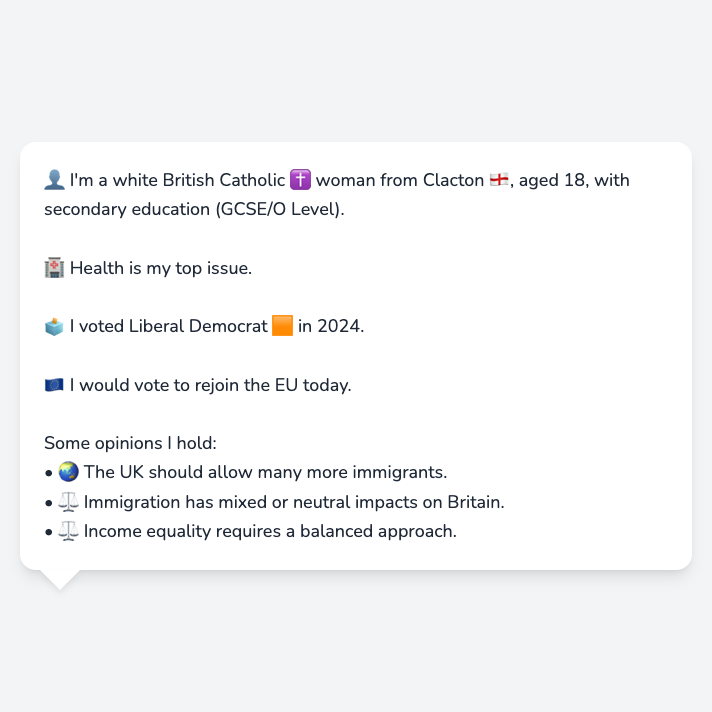 👤 I'm a white British Catholic ✝️ woman from Clacton 🏴󠁧󠁢󠁥󠁮󠁧󠁿, aged 18, with
secondary education (GCSE/O Level).
🏥 Health is my top issue.
🗳️ I voted Liberal Democrat 🟧 in 2024.
🇪🇺 I would vote to rejoin the EU today.
Some opinions I hold:
• 🌏 The UK should allow many more immigrants.
• ⚖️ Immigration has mixed or neutral impacts on Britain.
• ⚖️ Income equality requires a balanced approach.